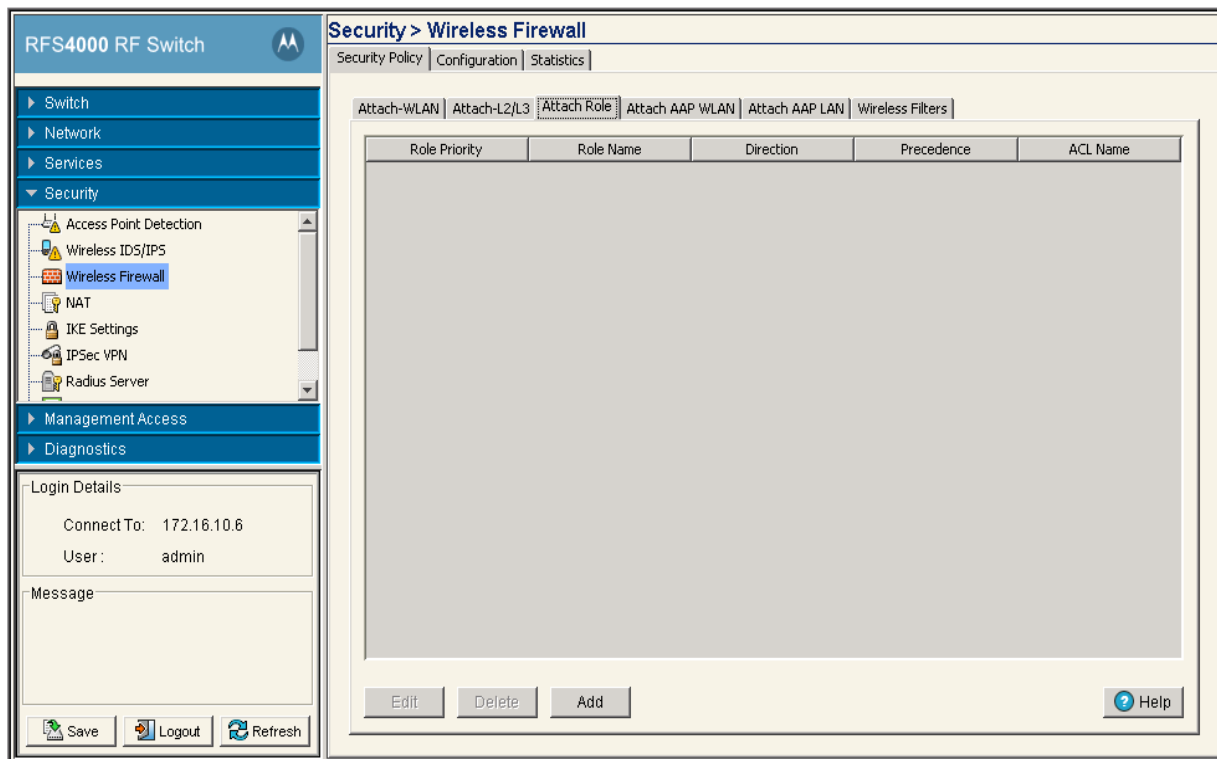 RFS4000 RF Switch
Security > Wireless Firewall
Security Policy Configuration Statistics
Attach-WLAN Attach-L2/L3 Attach Role Attach AAP WLAN Attach AAP LAN Wireless Filters
Role Priority Role Name Direction Precedence ACL Name
Switch
Network
Services
Security
Access Point Detection
Wireless IDS/IPS
Wireless Firewall
NAT
IKE Settings
IPSec VPN
Radius Server
Management Access
Diagnostics
Login Details
Connect To: 172.16.10.6
User : admin
Message
Save Logout Refresh
Edit Delete Add Help